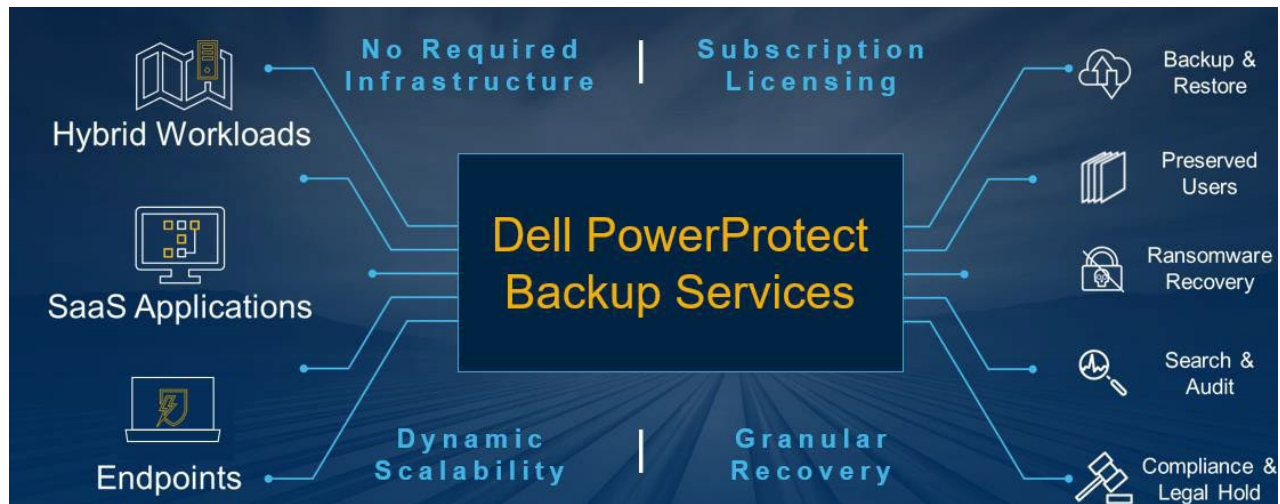 No Required
Infrastructure
Subscription
Licensing
Hybrid Workloads
SaaS Applications
Endpoints
Dell PowerProtect
Backup Services
Dynamic
Scalability
Granular
Recovery
Backup &
Restore
Preserved
Users
Ransomware
Recovery
Search &
Audit
Compliance &
Legal Hold